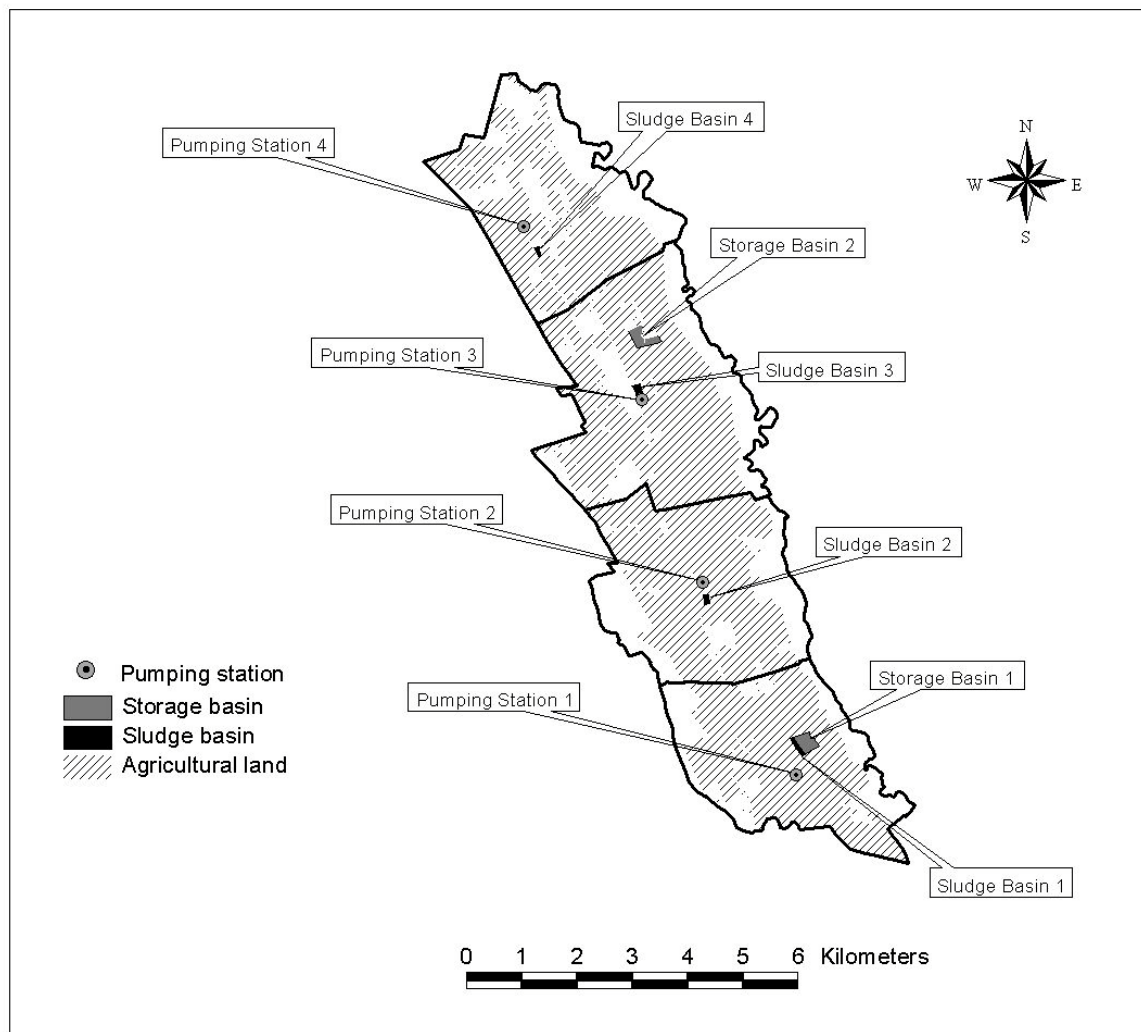 Sludge Basin 4
Pumping Station 4
N
W
E
S
Storage Basin 2
Pumping Station 3
Sludge Basin 3
Pumping Station 2
Sludge Basin 2
Pumping station
Storage basin
Sludge basin
Agricultural land
Storage Basin 1
Pumping Station 1
Sludge Basin 1
0 1 2 3 4 5 6 Kilometers